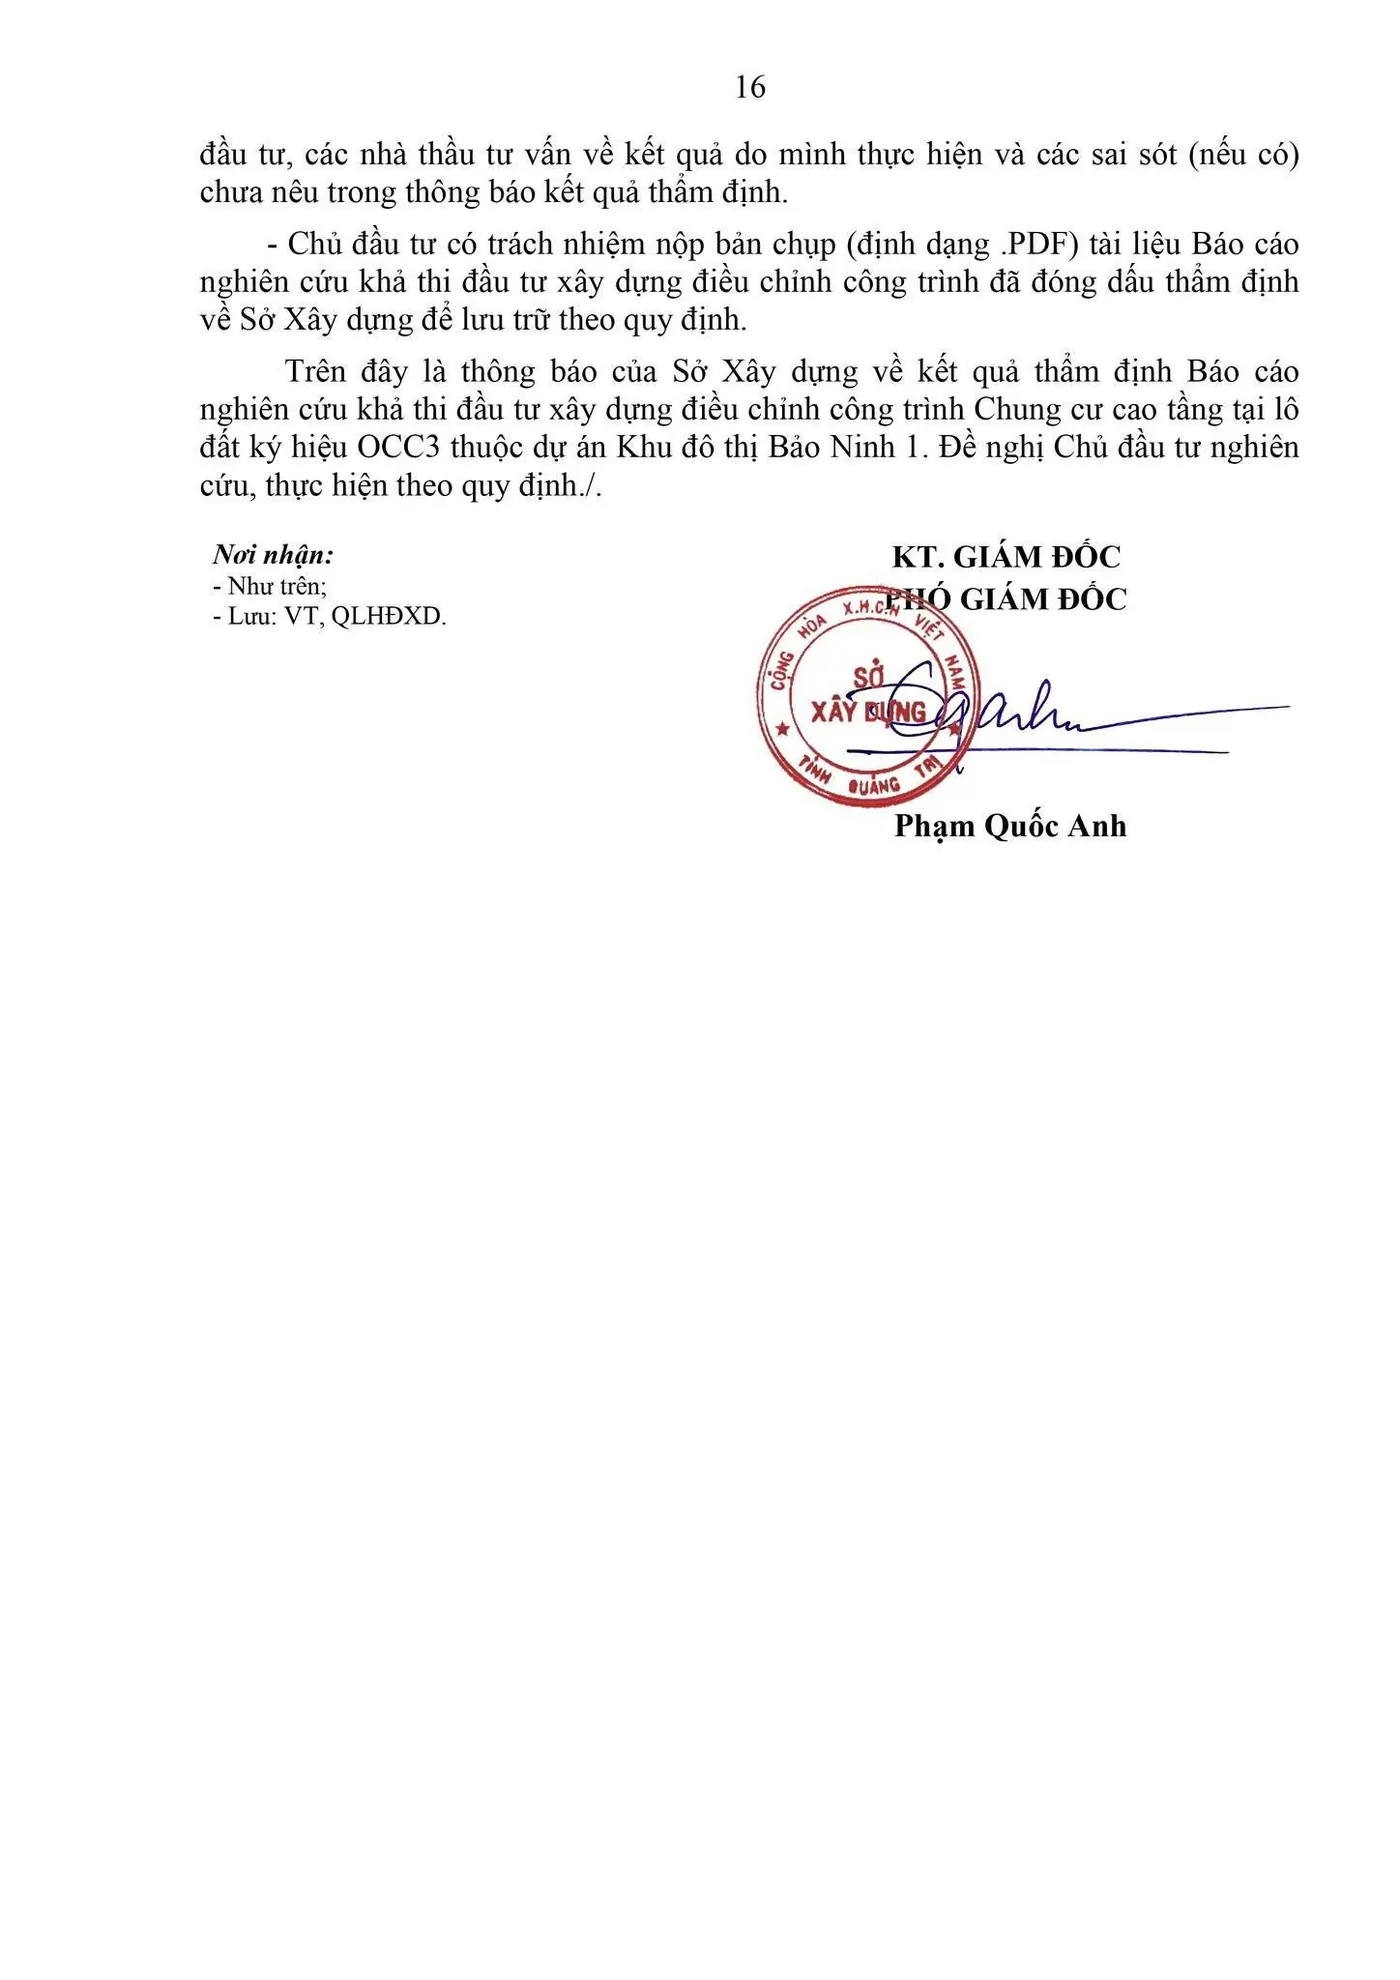 16
đầu tư, các nhà thầu tư vấn về kết quả do mình thực hiện và các sai sót (nếu có)
chưa nêu trong thông báo kết quả thẩm định.
- Chủ đầu tư có trách nhiệm nộp bản chụp (định dạng .PDF) tài liệu Báo cáo
nghiên cứu khả thi đầu tư xây dựng điều chỉnh công trình đã đóng dấu thẩm định
về Sở Xây dựng để lưu trữ theo quy định.
Trên đây là thông báo của Sở Xây dựng về kết quả thẩm định Báo cáo
nghiên cứu khả thi đầu tư xây dựng điều chỉnh công trình Chung cư cao tầng tại lô
đất ký hiệu OCC3 thuộc dự án Khu đô thị Bảo Ninh 1. Đề nghị Chủ đầu tư nghiên
cứu, thực hiện theo quy định./.
Nơi nhận:
- Như trên;
- Lưu: VT, QLHĐXD.
KT. GIÁM ĐỐC
PHÓ GIÁM ĐỐC
CỘNG HÒA X.H.C.N VIỆT NAM
SỞ
XÂY DỰNG
TỈNH QUẢNG TRỊ
Phạm Quốc Anh